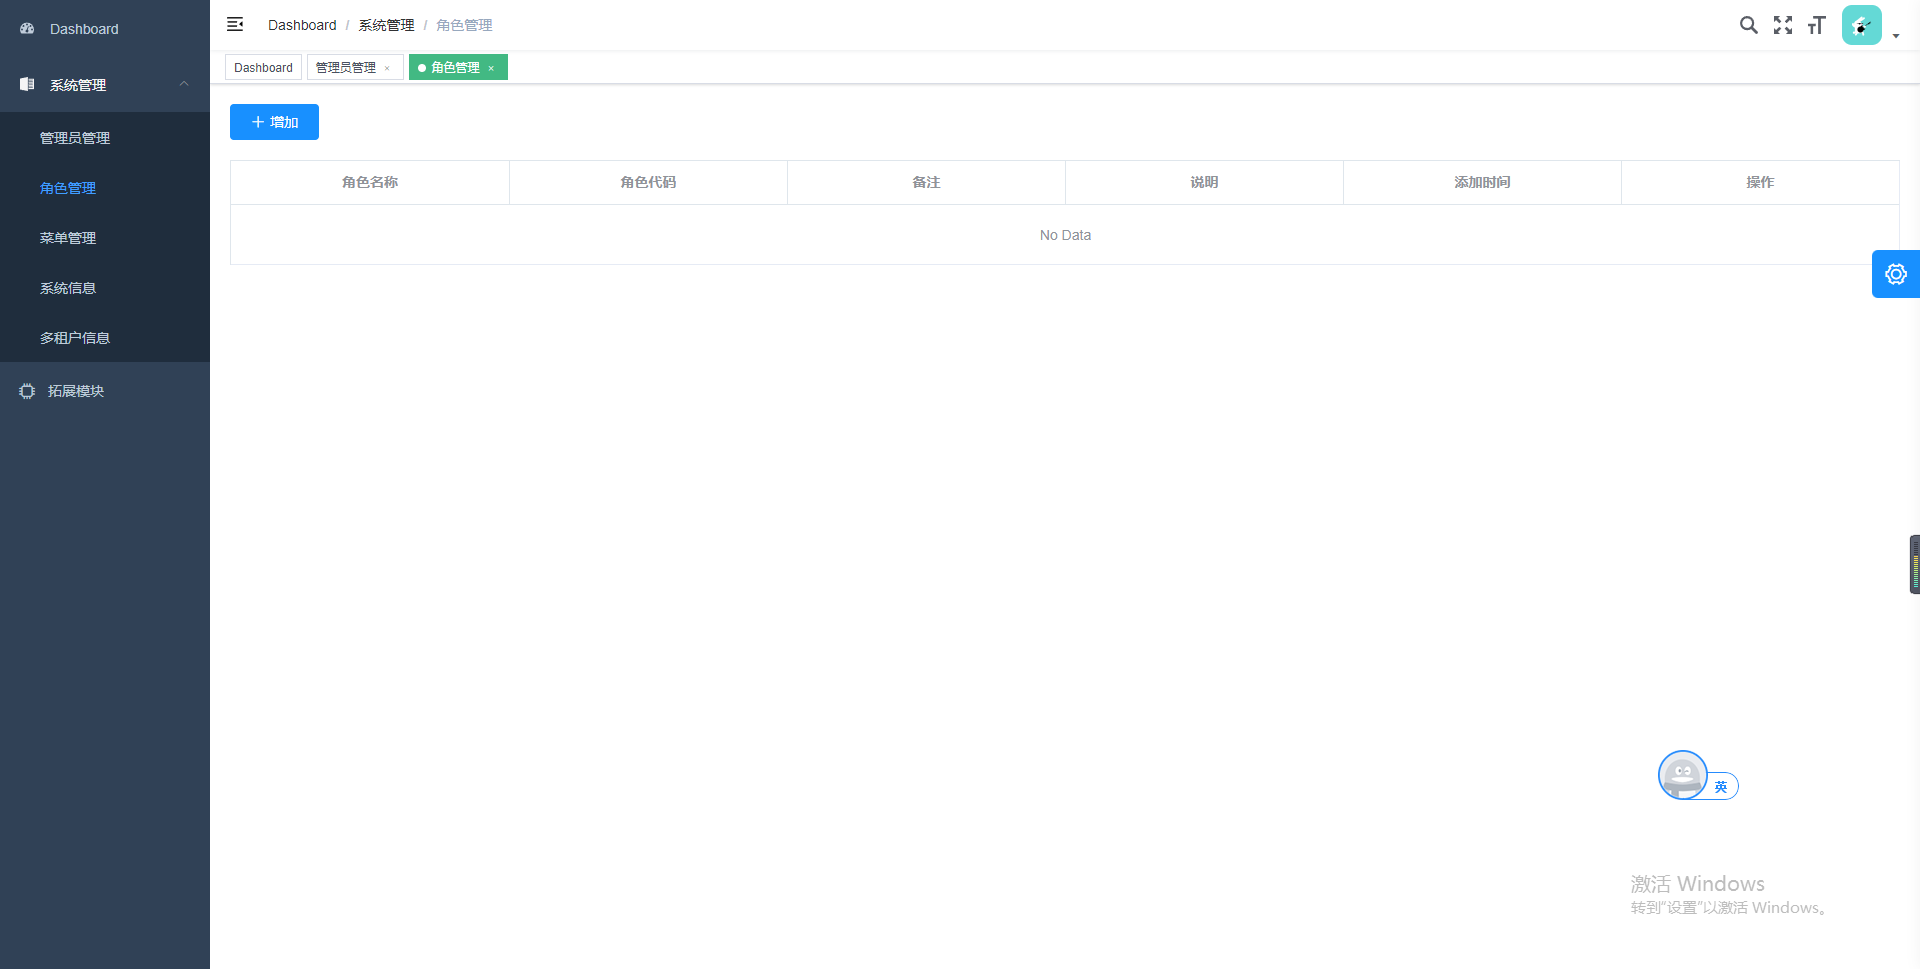 Dashboard
系统管理
管理员管理
角色管理
菜单管理
系统信息
多租户信息
拓展模块
Dashboard / 系统管理 / 角色管理
Dashboard 管理员管理 × 角色管理 ×
增加
角色名称 角色代码 备注 说明 添加时间 操作
No Data
英
激活 Windows
转到"设置"以激活 Windows。